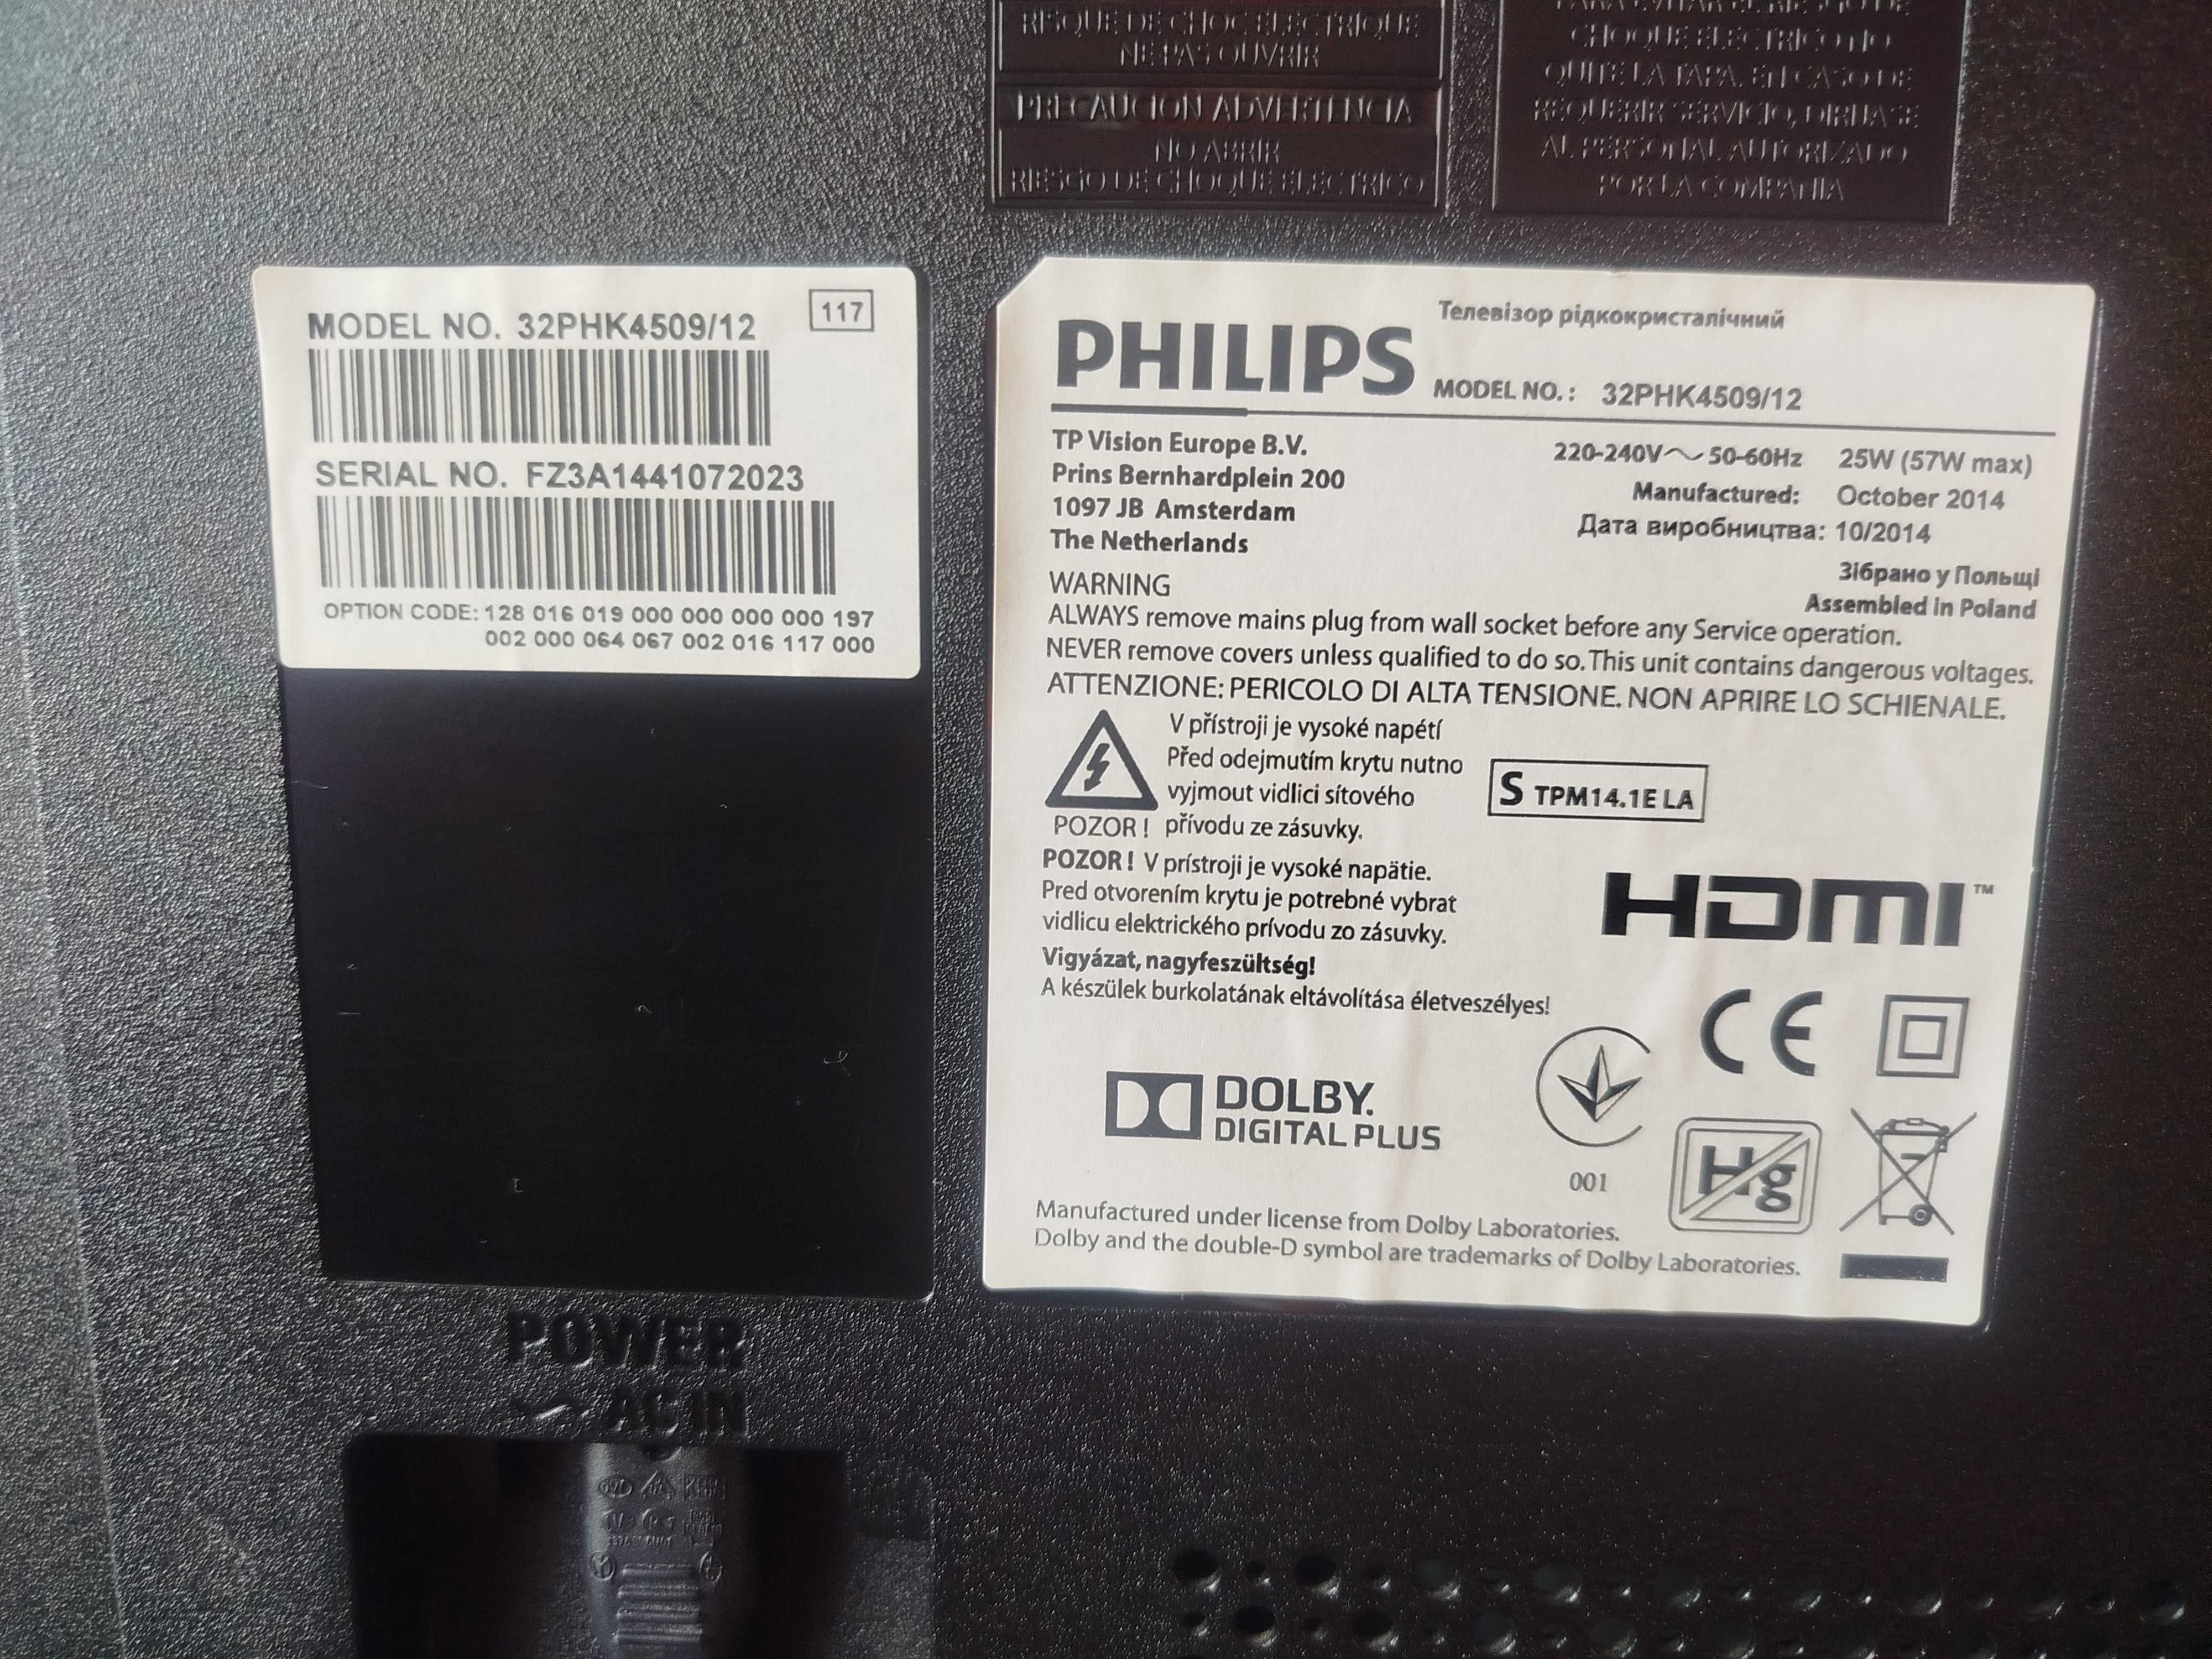 RISQUE DE CHOC ELECTRIQUE
NE PAS OUVRIR
PRECAUCION ADVERTENCIA
NO ABRIR
RIESGO DE CHOQUE ELECTRICO
PARA EVITAR EL RIESGO DE
CHOQUE ELECTRICO NO
QUITE LA TAPA. EN CASO DE
REQUERIR SERVICIO, DIRIJASE
AL PERSONAL AUTORIZADO
POR LA COMPANIA
MODEL NO. 32PHK4509/12
117
SERIAL NO. FZ3A1441072023
OPTION CODE: 128 016 019 000 000 000 000 197
002 000 064 067 002 016 117 000
PHILIPS
Телевізор рідкокристалічний
MODEL NO.: 32PHK4509/12
TP Vision Europe B.V.
Prins Bernhardplein 200
1097 JB Amsterdam
The Netherlands
220-240V~ 50-60Hz 25W (57W max)
Manufactured: October 2014
Дата виробництва: 10/2014
Зібрано у Польщі
Assembled in Poland
WARNING
ALWAYS remove mains plug from wall socket before any Service operation.
NEVER remove covers unless qualified to do so. This unit contains dangerous voltages.
ATTENZIONE: PERICOLO DI ALTA TENSIONE. NON APRIRE LO SCHIENALE.
V přístroji je vysoké napétí
Před odejmutím krytu nutno
vyjmout vidlici sítového
POZOR! přívodu ze zásuvky.
S TPM14.1E LA
POZOR! V prístroji je vysoké napätie.
Pred otvorením krytu je potrebné vybrat
vidlicu elektrického prívodu zo zásuvky.
Vigyázat, nagyfeszültség!
A készülek burkolatának eltávolítása életveszélyes!
HDMI™
CE
DOLBY.
DIGITAL PLUS
001
Hg
Manufactured under license from Dolby Laboratories.
Dolby and the double-D symbol are trademarks of Dolby Laboratories.
POWER
~ AC IN